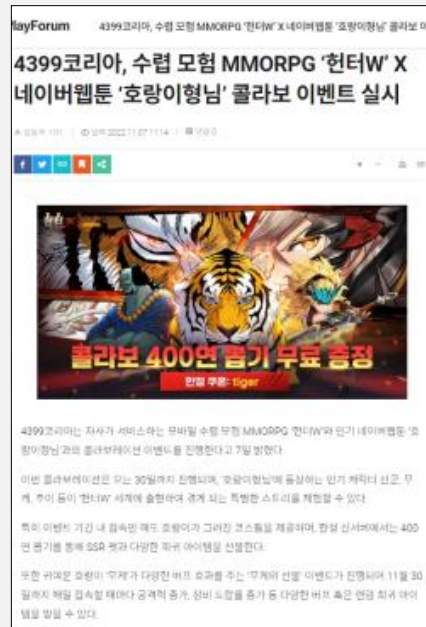 PlayForum 4399코리아, 수렵 모험 MMORPG '헌터W' X 네이버웹툰 '호랑이형님' 콜라보 이
4399코리아, 수렵 모험 MMORPG '헌터W' X
네이버웹툰 '호랑이형님' 콜라보 이벤트 실시
입력 2022.11.07 11:14
콜라보 400연 뽑기 무료 증정
한정 쿠폰: tiger
4399코리아는 자사가 서비스하는 모바일 수렵 모험 MMORPG '헌터W'와 인기 네이버웹툰 '호
랑이형님'과의 콜라보레이션 이벤트를 진행한다고 7일 밝혔다.
이번 콜라보레이션은 오는 30일까지 진행되며, '호랑이형님'에 등장하는 인기 캐릭터 산군, 무
케, 추이 등이 '헌터W' 세계에 출현하여 겪게 되는 특별한 스토리를 체험할 수 있다.
특히 이벤트 기간 내 접속만 해도 호랑이가 그려진 코스튬을 제공하며, 한정 신서버에서는 400
연 뽑기를 통해 SSR 펫과 다양한 희귀 아이템을 선물한다.
또한 귀여운 호랑이 '무케'가 다양한 버프 효과를 주는 '무케의 선물' 이벤트가 진행되어 11월 30
일까지 매일 접속할 때마다 공격력 증가, 장비 드랍률 증가 등 다양한 버프 혹은 랜덤 희귀 아이
템을 받을 수 있다.